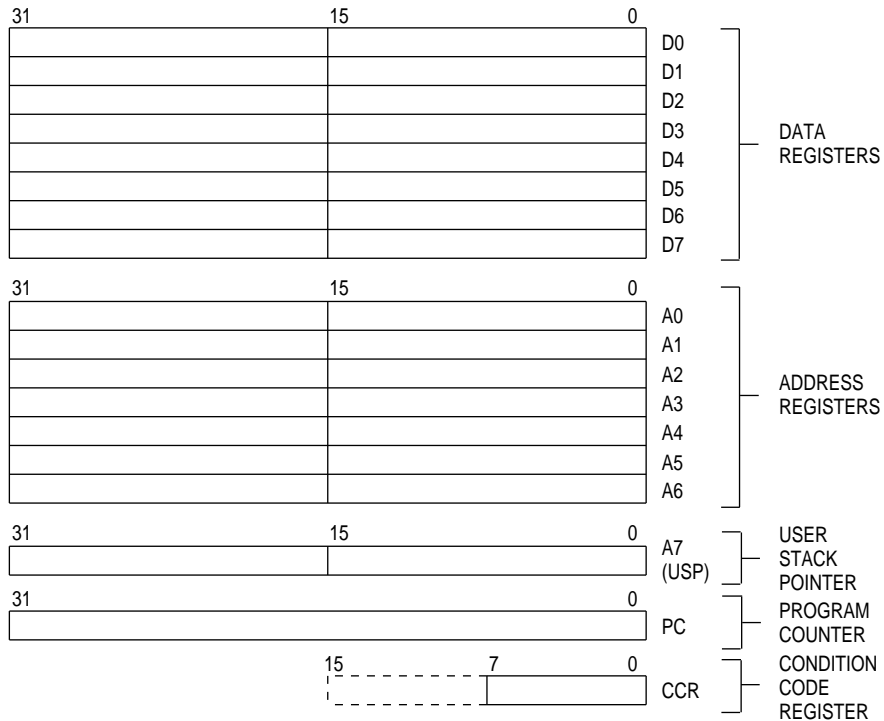 31 15 0
D0
D1
D2
D3
D4
D5
D6
D7
DATA
REGISTERS
31 15 0
A0
A1
A2
A3
A4
A5
A6
ADDRESS
REGISTERS
31 15 0
A7
(USP)
USER
STACK
POINTER
31 0
PC
PROGRAM
COUNTER
15 7 0
CCR
CONDITION
CODE
REGISTER